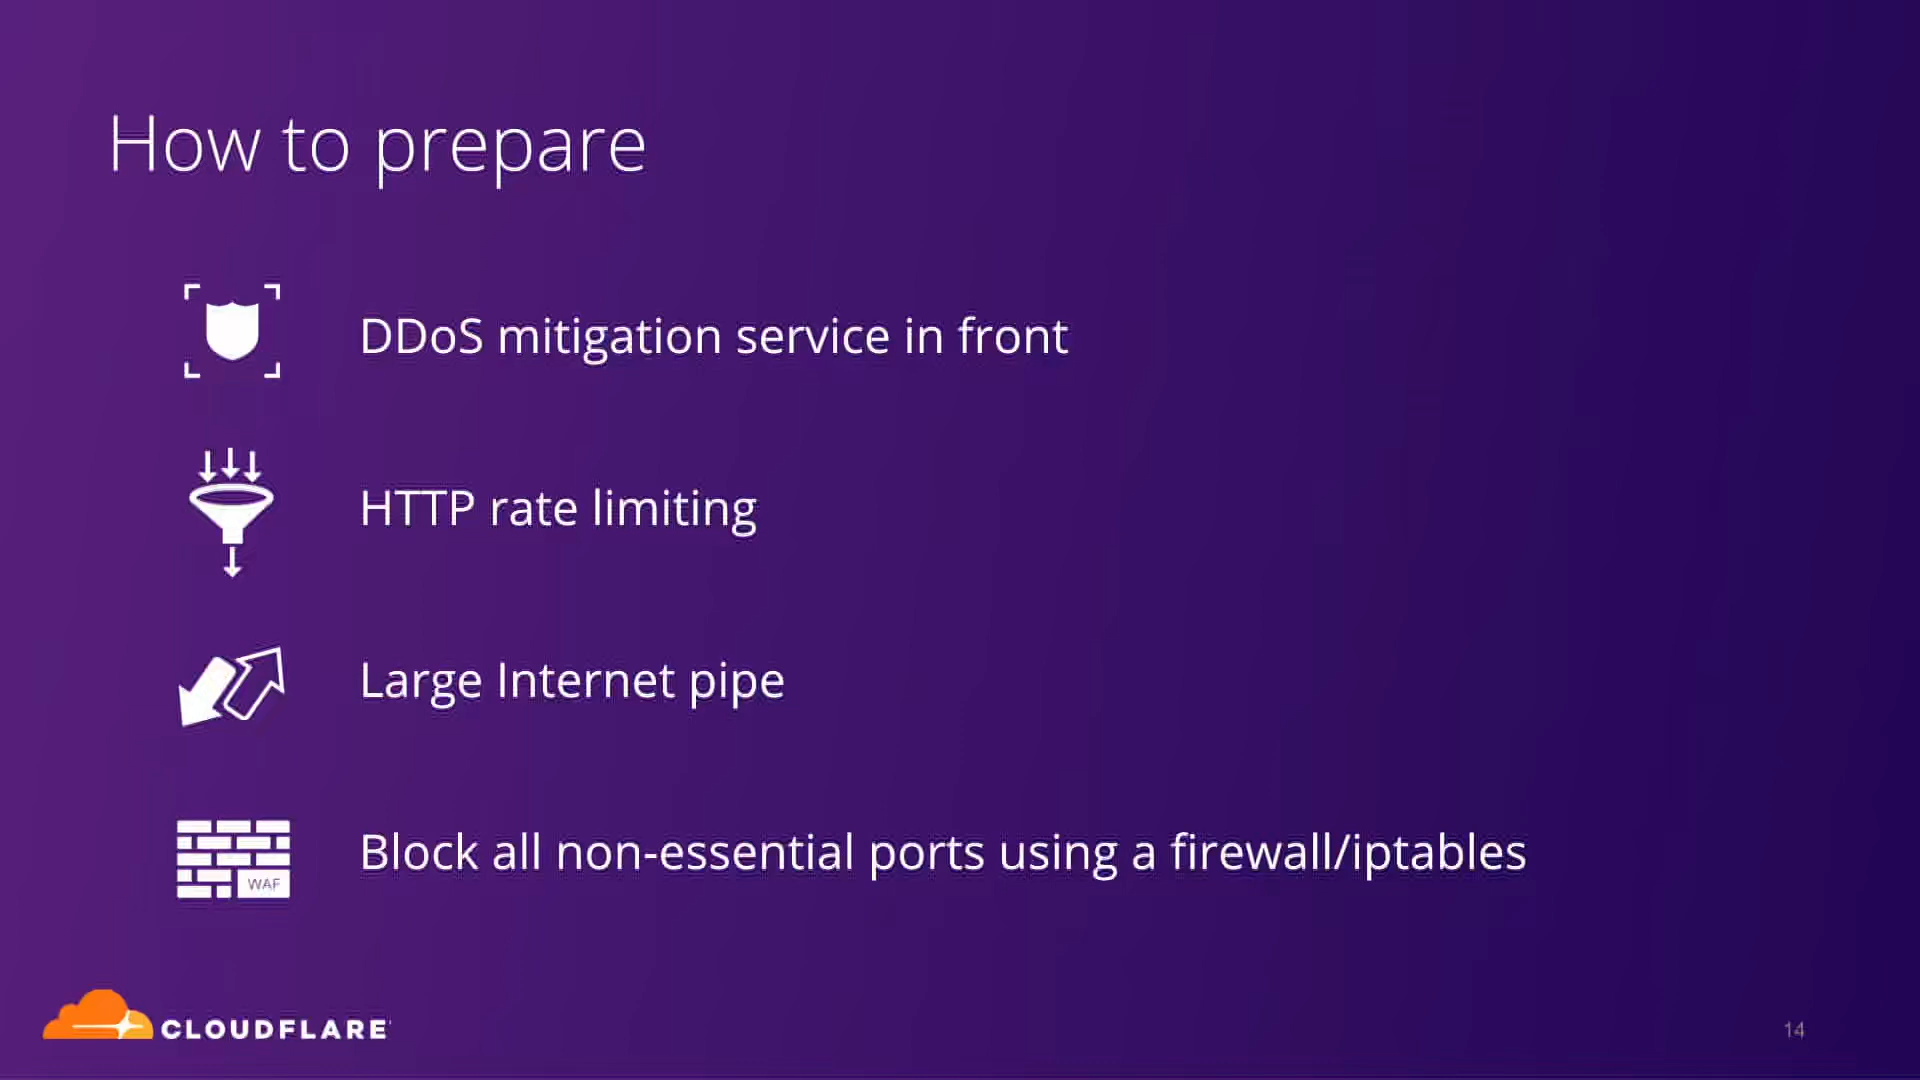 How to prepare
DDoS mitigation service in front
HTTP rate limiting
Large Internet pipe
Block all non-essential ports using a firewall/iptables
WAF
CLOUDFLARE
14